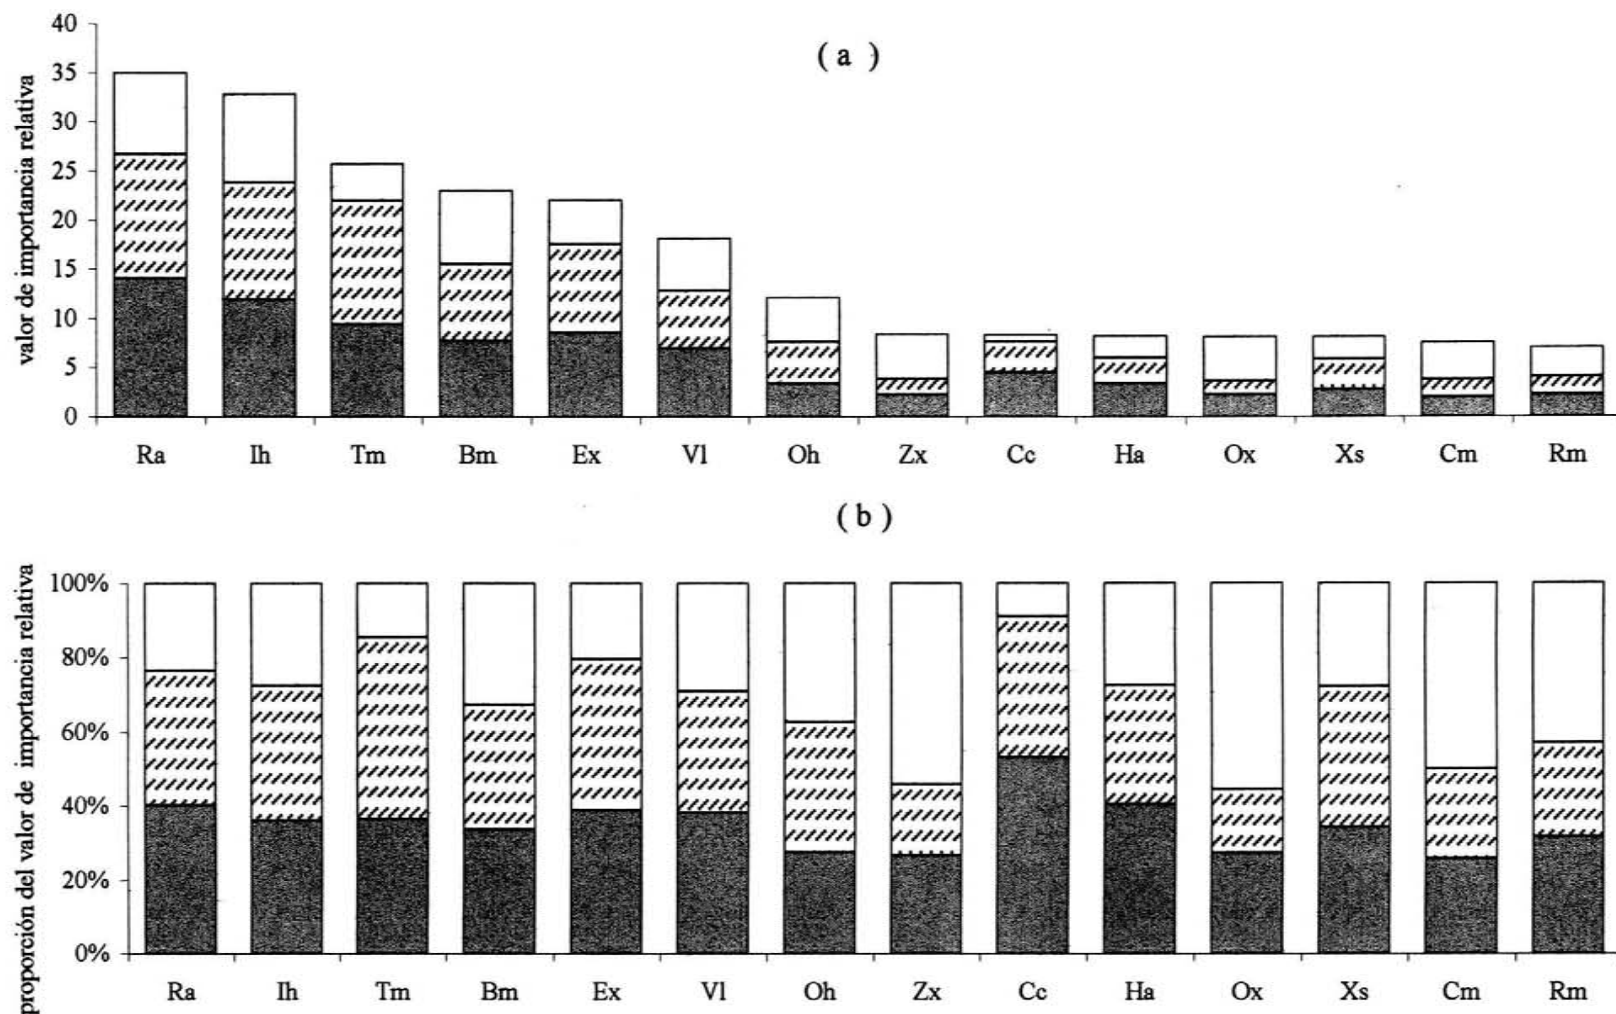 ( a )
valor de importancia relativa
40
35
30
25
20
15
10
5
0
Ra Ih Tm Bm Ex Vl Oh Zx Cc Ha Ox Xs Cm Rm
( b )
proporción del valor de importancia relativa
100%
80%
60%
40%
20%
0%
Ra Ih Tm Bm Ex Vl Oh Zx Cc Ha Ox Xs Cm Rm